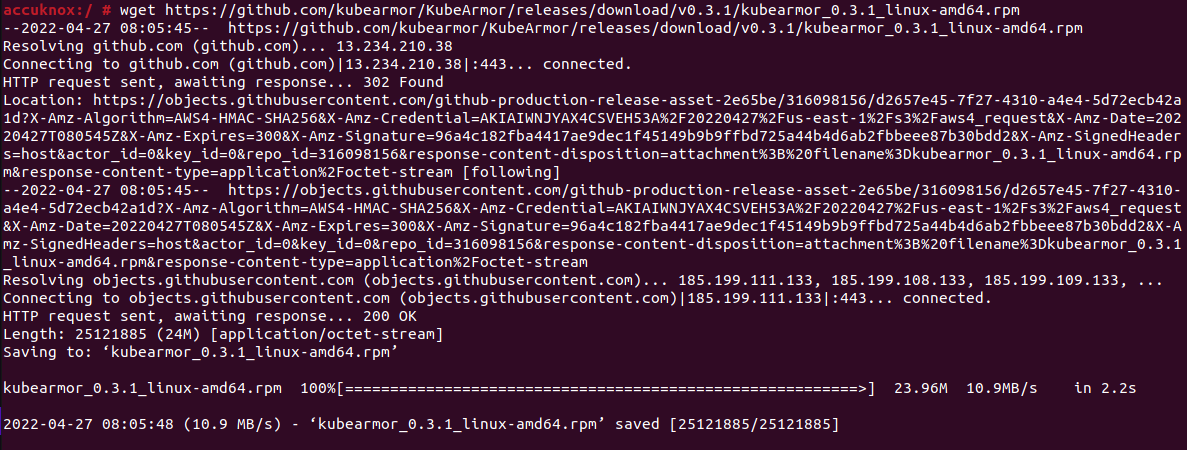 accuknox:/ # wget https://github.com/kubearmor/KubeArmor/releases/download/v0.3.1/kubearmor_0.3.1_linux-amd64.rpm
--2022-04-27 08:05:45--  https://github.com/kubearmor/KubeArmor/releases/download/v0.3.1/kubearmor_0.3.1_linux-amd64.rpm
Resolving github.com (github.com)... 13.234.210.38
Connecting to github.com (github.com)|13.234.210.38|:443... connected.
HTTP request sent, awaiting response... 302 Found
Location: https://objects.githubusercontent.com/github-production-release-asset-2e65be/316098156/d2657e45-7f27-4310-a4e4-5d72ecb42a
1d?X-Amz-Algorithm=AWS4-HMAC-SHA256&X-Amz-Credential=AKIAIWNJYAX4CSVEH53A%2F20220427%2Fus-east-1%2Fs3%2Faws4_request&X-Amz-Date=202
20427T080545Z&X-Amz-Expires=300&X-Amz-Signature=96a4c182fba4417ae9dec1f45149b9b9ffbd725a44b4d6ab2fbbeee87b30bdd2&X-Amz-SignedHeader
s=host&actor_id=0&key_id=0&repo_id=316098156&response-content-disposition=attachment%3B%20filename%3Dkubearmor_0.3.1_linux-amd64.rp
m&response-content-type=application%2Foctet-stream [following]
--2022-04-27 08:05:45--  https://objects.githubusercontent.com/github-production-release-asset-2e65be/316098156/d2657e45-7f27-4310-
a4e4-5d72ecb42a1d?X-Amz-Algorithm=AWS4-HMAC-SHA256&X-Amz-Credential=AKIAIWNJYAX4CSVEH53A%2F20220427%2Fus-east-1%2Fs3%2Faws4_request
&X-Amz-Date=20220427T080545Z&X-Amz-Expires=300&X-Amz-Signature=96a4c182fba4417ae9dec1f45149b9b9ffbd725a44b4d6ab2fbbeee87b30bdd2&X-A
mz-SignedHeaders=host&actor_id=0&key_id=0&repo_id=316098156&response-content-disposition=attachment%3B%20filename%3Dkubearmor_0.3.1
_linux-amd64.rpm&response-content-type=application%2Foctet-stream
Resolving objects.githubusercontent.com (objects.githubusercontent.com)... 185.199.111.133, 185.199.108.133, 185.199.109.133, ...
Connecting to objects.githubusercontent.com (objects.githubusercontent.com)|185.199.111.133|:443... connected.
HTTP request sent, awaiting response... 200 OK
Length: 25121885 (24M) [application/octet-stream]
Saving to: ‘kubearmor_0.3.1_linux-amd64.rpm’
kubearmor_0.3.1_linux-amd64.rpm  100%[=========================================================>]  23.96M  10.9MB/s    in 2.2s
2022-04-27 08:05:48 (10.9 MB/s) - ‘kubearmor_0.3.1_linux-amd64.rpm’ saved [25121885/25121885]